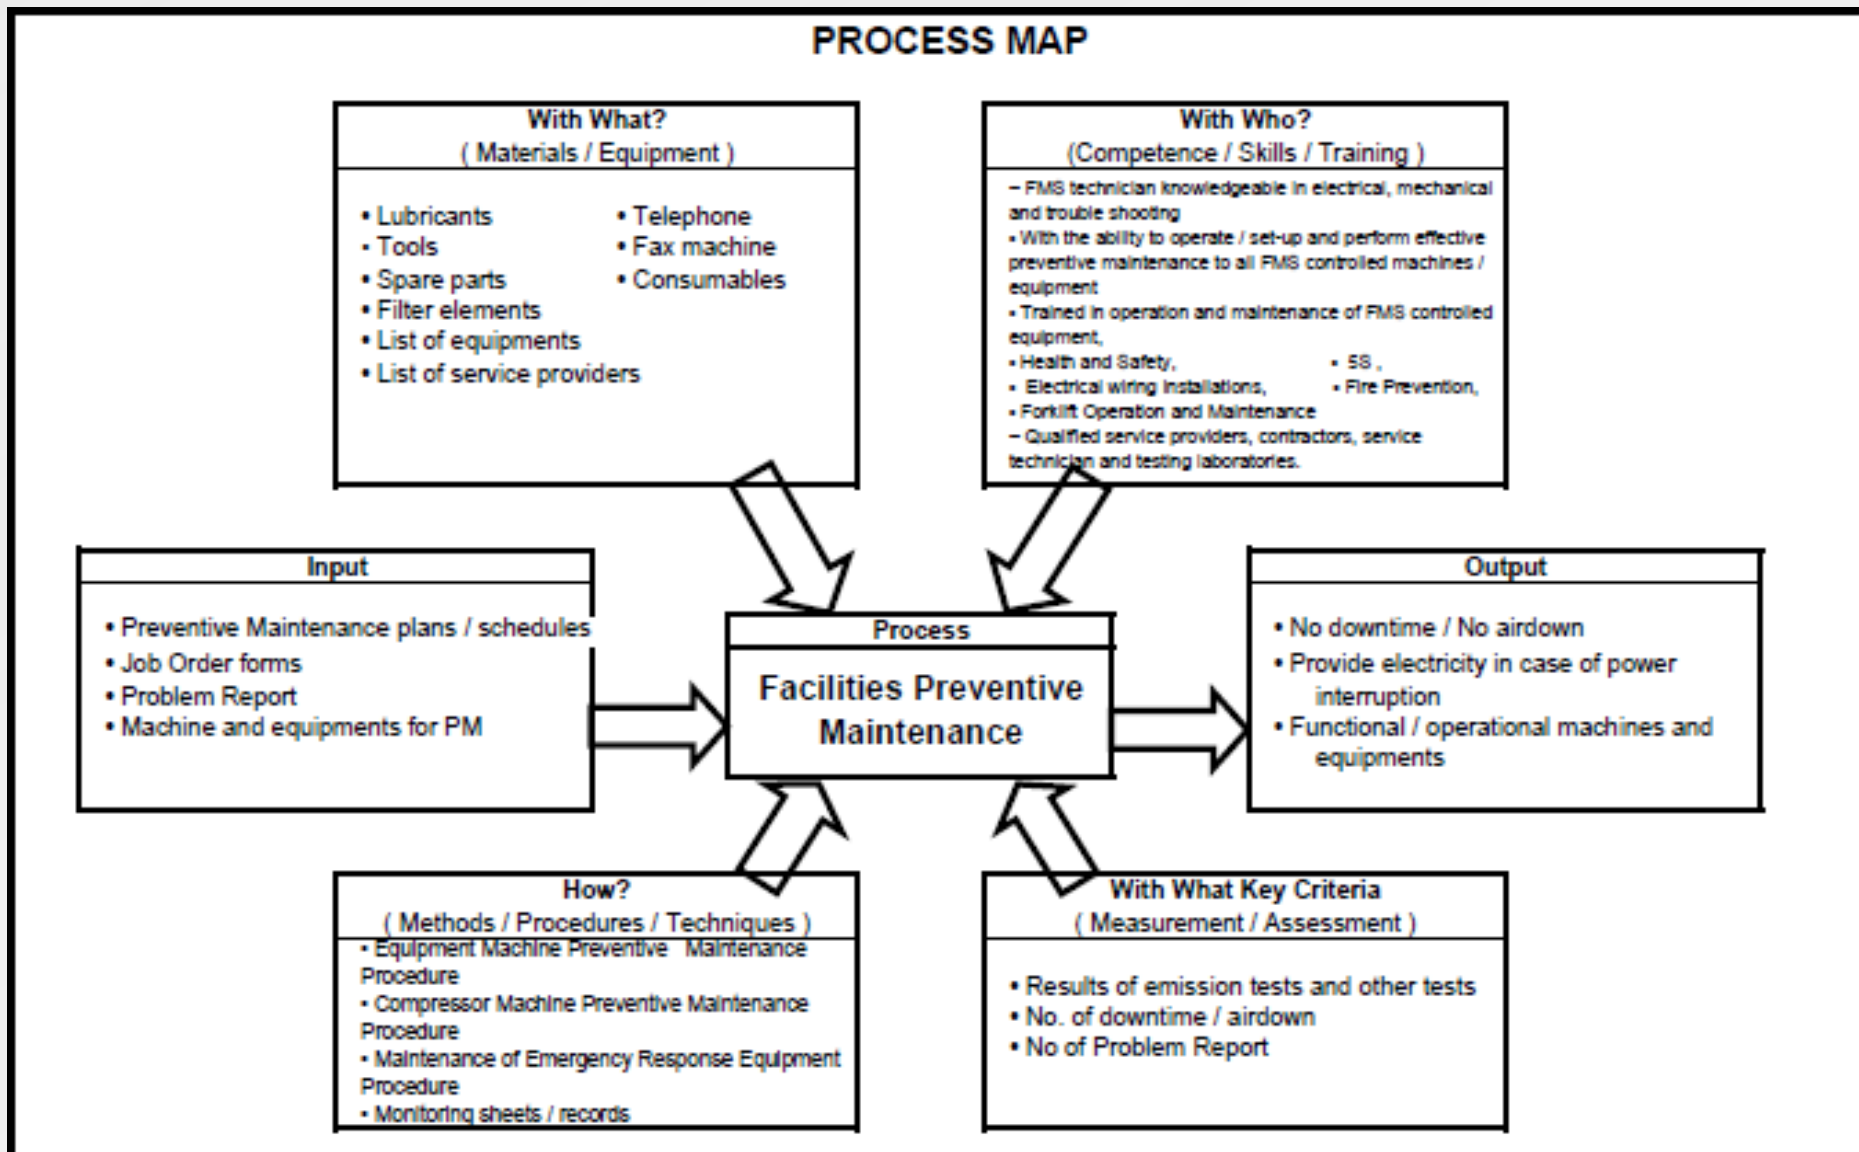 PROCESS MAP
With What?
( Materials / Equipment )
• Lubricants
• Tools
• Spare parts
• Filter elements
• List of equipments
• List of service providers
• Telephone
• Fax machine
• Consumables
With Who?
(Competence / Skills / Training )
– FMS technician knowledgeable in electrical, mechanical
and trouble shooting
• With the ability to operate / set-up and perform effective
preventive maintenance to all FMS controlled machines /
equipment
• Trained in operation and maintenance of FMS controlled
equipment,
• Health and Safety, • 5S ,
• Electrical wiring installations, • Fire Prevention,
• Forklift Operation and Maintenance
– Qualified service providers, contractors, service
technician and testing laboratories.
Input
• Preventive Maintenance plans / schedules
• Job Order forms
• Problem Report
• Machine and equipments for PM
Process
Facilities Preventive
Maintenance
Output
• No downtime / No airdown
• Provide electricity in case of power
interruption
• Functional / operational machines and
equipments
How?
( Methods / Procedures / Techniques )
• Equipment Machine Preventive Maintenance
Procedure
• Compressor Machine Preventive Maintenance
Procedure
• Maintenance of Emergency Response Equipment
Procedure
• Monitoring sheets / records
With What Key Criteria
( Measurement / Assessment )
• Results of emission tests and other tests
• No. of downtime / airdown
• No of Problem Report